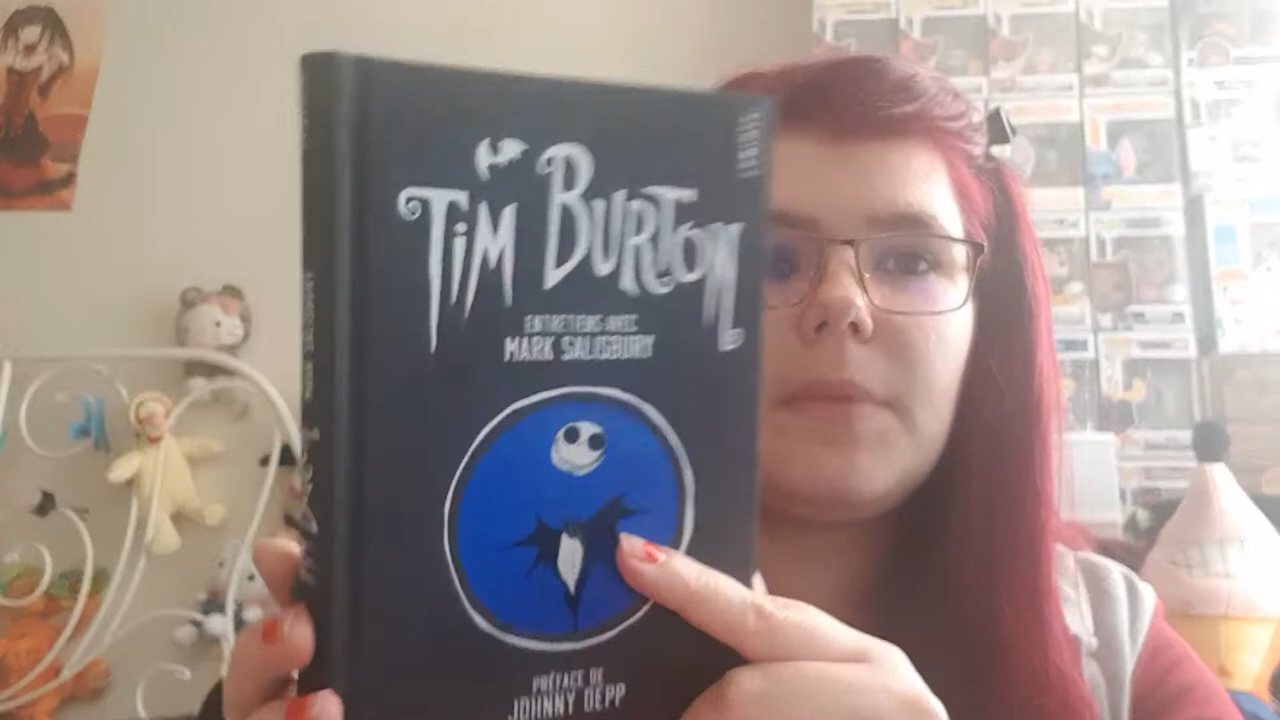 TIM BURTON
ENTRETIENS AVEC
MARK SALISBURY
PRÉFACE DE
JOHNNY DEPP